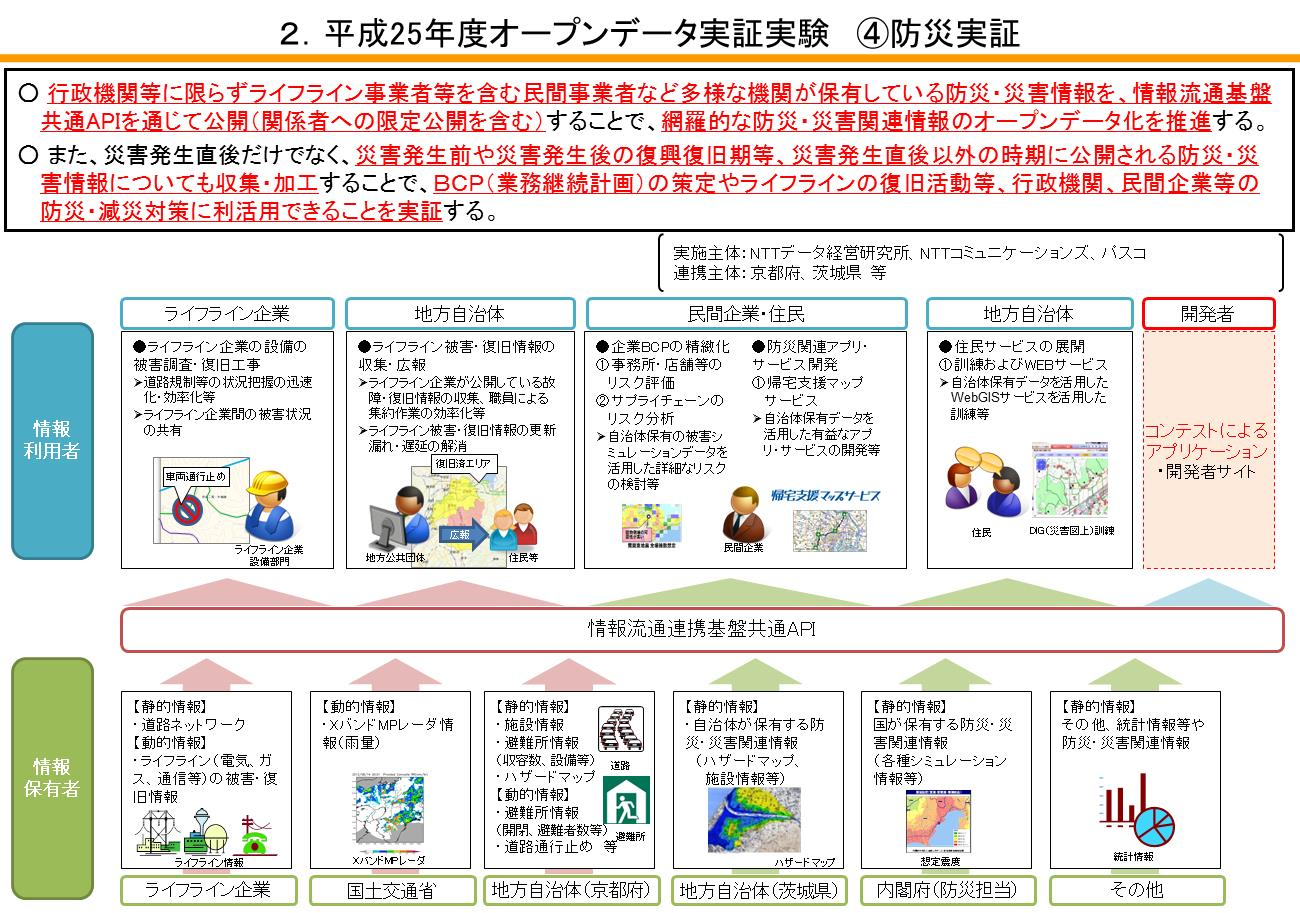 ２．平成25年度オープンデータ実証実験　④防災実証
○ 行政機関等に限らずライフライン事業者等を含む民間事業者など多様な機関が保有している防災・災害情報を、情報流通基盤
共通APIを通じて公開（関係者への限定公開を含む）することで、網羅的な防災・災害関連情報のオープンデータ化を推進する。
○ また、災害発生直後だけでなく、災害発生前や災害発生後の復興復旧期等、災害発生直後以外の時期に公開される防災・災
害情報についても収集・加工することで、BCP（業務継続計画）の策定やライフラインの復旧活動等、行政機関、民間企業等の
防災・減災対策に利活用できることを実証する。
実施主体：NTTデータ経営研究所、NTTコミュニケーションズ、パスコ
連携主体：京都府、茨城県 等
情報
利用者
ライフライン企業
●ライフライン企業の設備の
被害調査・復旧工事
➢道路規制等の状況把握の迅速
化・効率化等
➢ライフライン企業間の被害状況
の共有
車両通行止め
ライフライン企業
設備部門
地方自治体
●ライフライン被害・復旧情報の
収集・広報
➢ライフライン企業が公開している故
障・復旧情報の収集、職員による
集約作業の効率化等
➢ライフライン被害・復旧情報の更新
漏れ・遅延の解消
復旧済エリア
広報
地方公共団体
住民等
民間企業・住民
●企業BCPの精緻化
①事務所・店舗等の
リスク評価
②サプライチェーンの
リスク分析
➢自治体保有の被害シ
ミュレーションデータを
活用した詳細なリスク
の検討等
●防災関連アプリ・
サービス開発
①帰宅支援マップ
サービス
➢自治体保有データを
活用した有益なアプ
リ・サービスの開発等
帰宅支援マップサービス
民間企業
地方自治体
●住民サービスの展開
①訓練およびWEBサービス
➢自治体保有データを活用した
WebGISサービスを活用した
訓練等
住民
DIG（災害図上）訓練
開発者
コンテストによる
アプリケーション
・開発者サイト
情報流通連携基盤共通API
情報
保有者
【静的情報】
・道路ネットワーク
【動的情報】
・ライフライン（電気、ガ
ス、通信等）の被害・復
旧情報
ライフライン情報
ライフライン企業
【動的情報】
・XバンドMPレーダ情
報（雨量）
XバンドMPレーダ
国土交通省
【静的情報】
・施設情報
・避難所情報
（収容数、設備等）
・ハザードマップ
【動的情報】
・避難所情報
（開閉、避難者数等）
・道路通行止め　等
道路
避難所
地方自治体（京都府）
【静的情報】
・自治体が保有する防
災・災害関連情報
（ハザードマップ、
施設情報等）
ハザードマップ
地方自治体（茨城県）
【静的情報】
国が保有する防災・災
害関連情報
（各種シミュレーション
情報等）
想定震度
内閣府（防災担当）
【静的情報】
その他、統計情報等や
防災・災害関連情報
統計情報
その他